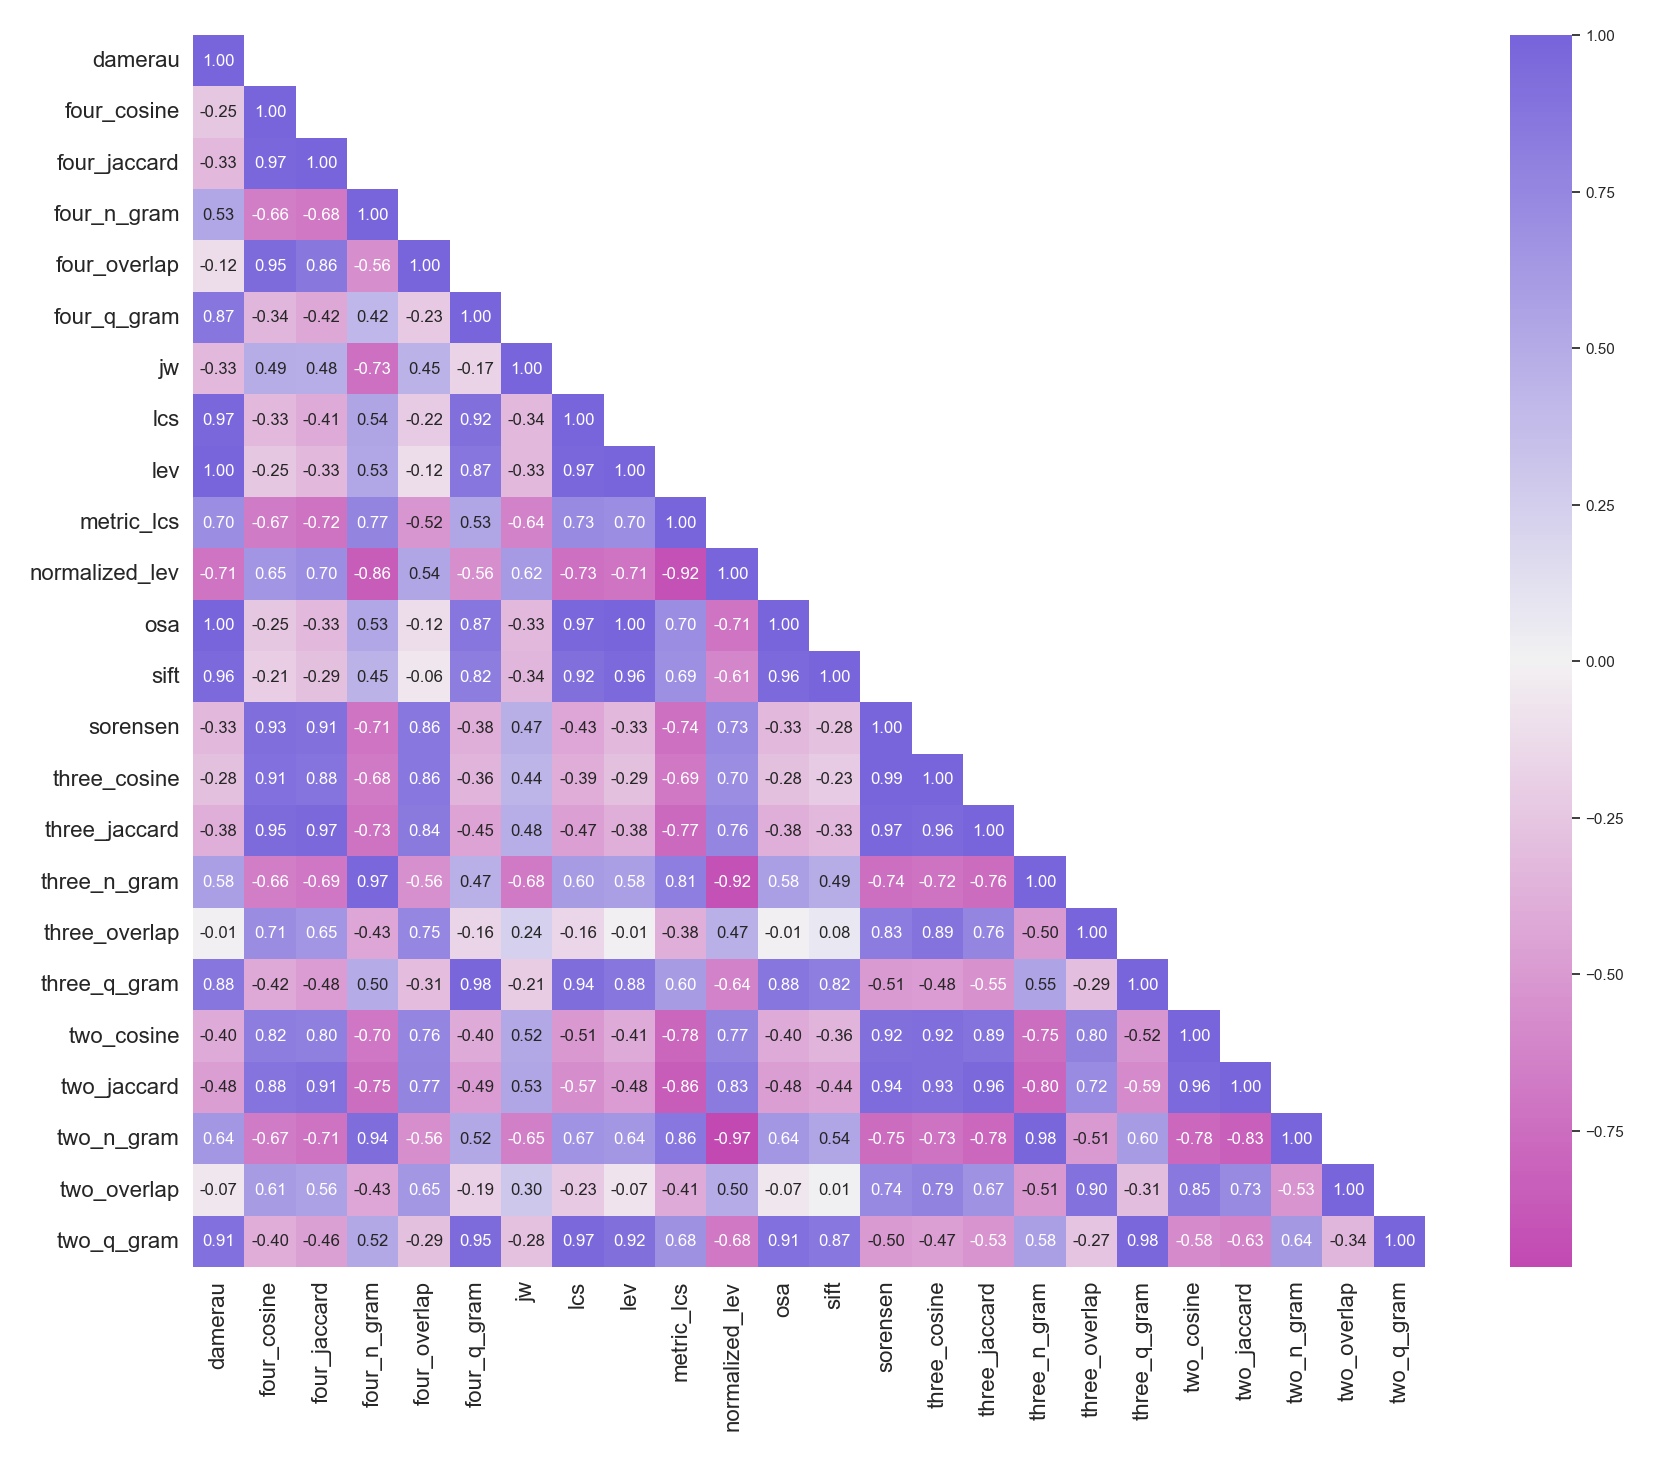 damerau 1.00
four_cosine -0.25 1.00
four_jaccard -0.33 0.97 1.00
four_n_gram 0.53 -0.66 -0.68 1.00
four_overlap -0.12 0.95 0.86 -0.56 1.00
four_q_gram 0.87 -0.34 -0.42 0.42 -0.23 1.00
jw -0.33 0.49 0.48 -0.73 0.45 -0.17 1.00
lcs 0.97 -0.33 -0.41 0.54 -0.22 0.92 -0.34 1.00
lev 1.00 -0.25 -0.33 0.53 -0.12 0.87 -0.33 0.97 1.00
metric_lcs 0.70 -0.67 -0.72 0.77 -0.52 0.53 -0.64 0.73 0.70 1.00
normalized_lev -0.71 0.65 0.70 -0.86 0.54 -0.56 0.62 -0.73 -0.71 -0.92 1.00
osa 1.00 -0.25 -0.33 0.53 -0.12 0.87 -0.33 0.97 1.00 0.70 -0.71 1.00
sift 0.96 -0.21 -0.29 0.45 -0.06 0.82 -0.34 0.92 0.96 0.69 -0.61 0.96 1.00
sorensen -0.33 0.93 0.91 -0.71 0.86 -0.38 0.47 -0.43 -0.33 -0.74 0.73 -0.33 -0.28 1.00
three_cosine -0.28 0.91 0.88 -0.68 0.86 -0.36 0.44 -0.39 -0.29 -0.69 0.70 -0.28 -0.23 0.99 1.00
three_jaccard -0.38 0.95 0.97 -0.73 0.84 -0.45 0.48 -0.47 -0.38 -0.77 0.76 -0.38 -0.33 0.97 0.96 1.00
three_n_gram 0.58 -0.66 -0.69 0.97 -0.56 0.47 -0.68 0.60 0.58 0.81 -0.92 0.58 0.49 -0.74 -0.72 -0.76 1.00
three_overlap -0.01 0.71 0.65 -0.43 0.75 -0.16 0.24 -0.16 -0.01 -0.38 0.47 -0.01 0.08 0.83 0.89 0.76 -0.50 1.00
three_q_gram 0.88 -0.42 -0.48 0.50 -0.31 0.98 -0.21 0.94 0.88 0.60 -0.64 0.88 0.82 -0.51 -0.48 -0.55 0.55 -0.29 1.00
two_cosine -0.40 0.82 0.80 -0.70 0.76 -0.40 0.52 -0.51 -0.41 -0.78 0.77 -0.40 -0.36 0.92 0.92 0.89 -0.75 0.80 -0.52 1.00
two_jaccard -0.48 0.88 0.91 -0.75 0.77 -0.49 0.53 -0.57 -0.48 -0.86 0.83 -0.48 -0.44 0.94 0.93 0.96 -0.80 0.72 -0.59 0.96 1.00
two_n_gram 0.64 -0.67 -0.71 0.94 -0.56 0.52 -0.65 0.67 0.64 0.86 -0.97 0.64 0.54 -0.75 -0.73 -0.78 0.98 -0.51 0.60 -0.78 -0.83 1.00
two_overlap -0.07 0.61 0.56 -0.43 0.65 -0.19 0.30 -0.23 -0.07 -0.41 0.50 -0.07 0.01 0.74 0.79 0.67 -0.51 0.90 -0.31 0.85 0.73 -0.53 1.00
two_q_gram 0.91 -0.40 -0.46 0.52 -0.29 0.95 -0.28 0.97 0.92 0.68 -0.68 0.91 0.87 -0.50 -0.47 -0.53 0.58 -0.27 0.98 -0.58 -0.63 0.64 -0.34 1.00
damerau
four_cosine
four_jaccard
four_n_gram
four_overlap
four_q_gram
jw
lcs
lev
metric_lcs
normalized_lev
osa
sift
sorensen
three_cosine
three_jaccard
three_n_gram
three_overlap
three_q_gram
two_cosine
two_jaccard
two_n_gram
two_overlap
two_q_gram
1.00
0.75
0.50
0.25
0.00
−0.25
−0.50
−0.75